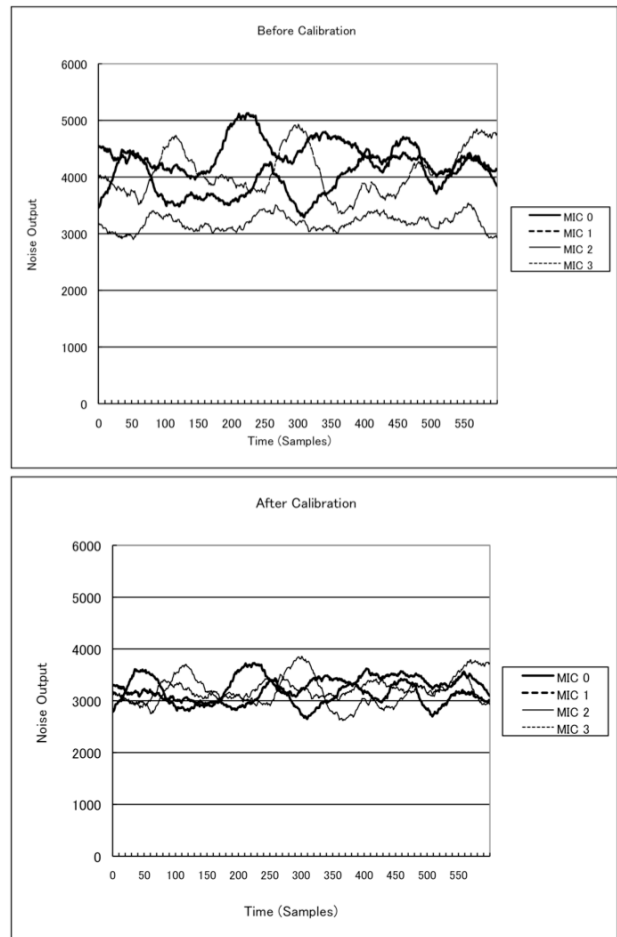 Before Calibration
6000
5000
4000
3000
2000
1000
0
Noise Output
0 50 100 150 200 250 300 350 400 450 500 550
Time (Samples)
MIC 0
MIC 1
MIC 2
MIC 3
After Calibration
6000
5000
4000
3000
2000
1000
0
Noise Output
0 50 100 150 200 250 300 350 400 450 500 550
Time (Samples)
MIC 0
MIC 1
MIC 2
MIC 3